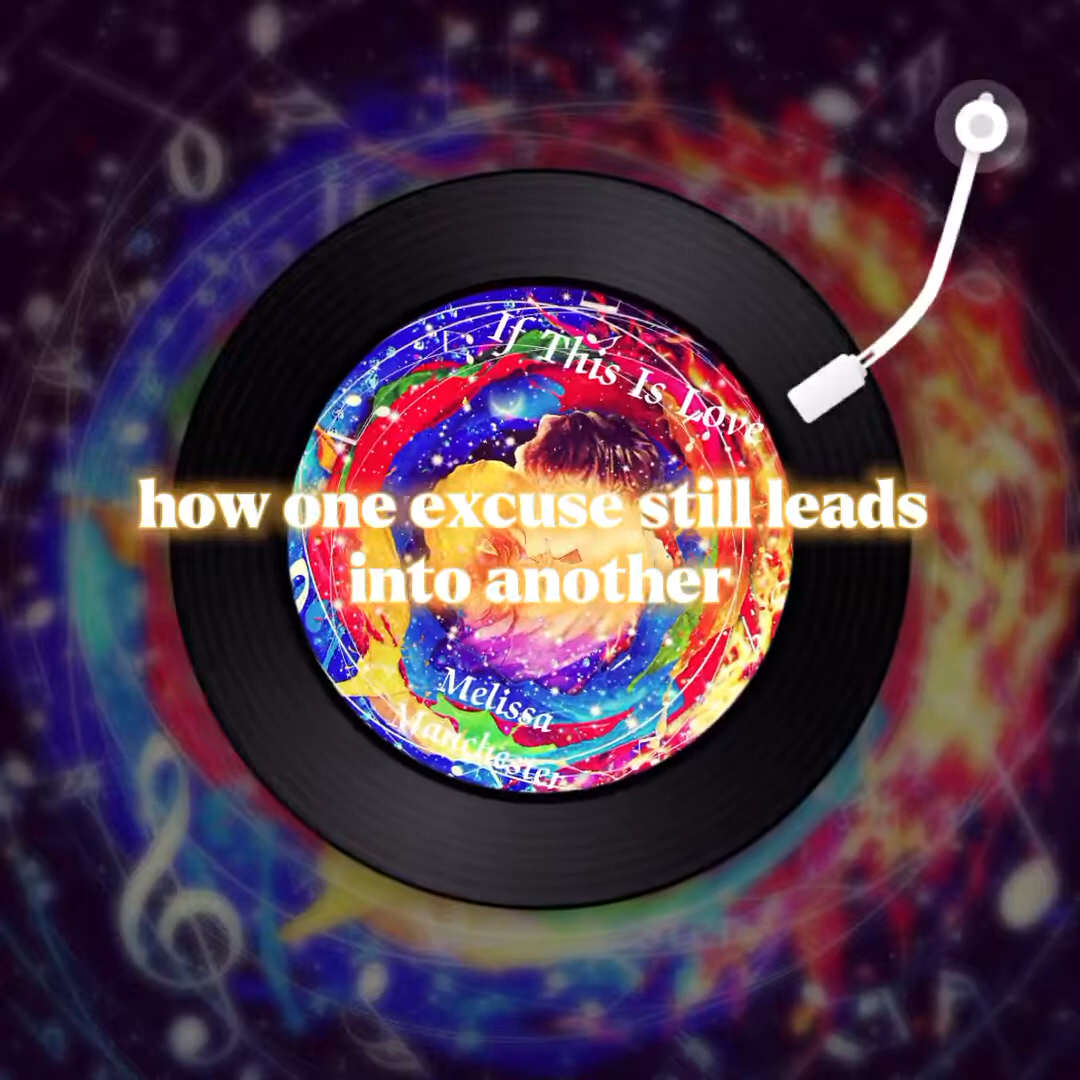 If This Is Love
how one excuse still leads
into another
Melissa
Manchester